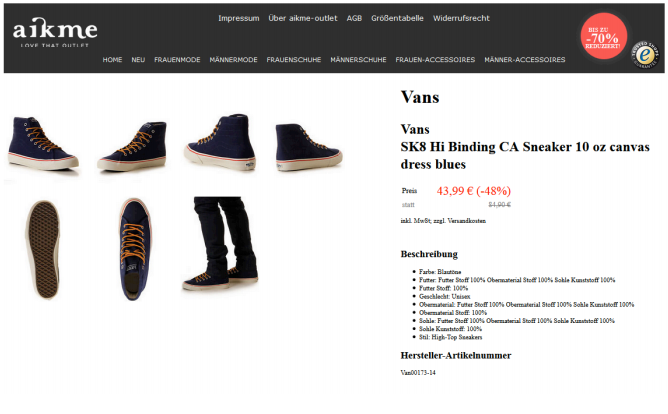 Impressum Über aikme-outlet AGB Größentabelle Widerrufsrecht
aikme
LOVE THAT OUTLET
BIS ZU
-70%
REDUZIERT!
HOME NEU FRAUENMODE MÄNNERMODE FRAUENSCHUHE MÄNNERSCHUHE FRAUEN-ACCESSOIRES MÄNNER-ACCESSOIRES
Vans
Vans
SK8 Hi Binding CA Sneaker 10 oz canvas
dress blues
Preis 43,99 € (-48%)
statt 84,90 €
inkl. MwSt; zzgl. Versandkosten
Beschreibung
Farbe: Blautöne
Futter: Futter Stoff 100% Obermaterial Stoff 100% Sohle Kunststoff 100%
Futter Stoff: 100%
Geschlecht: Unisex
Obermaterial: Futter Stoff 100% Obermaterial Stoff 100% Sohle Kunststoff 100%
Obermaterial Stoff: 100%
Sohle: Futter Stoff 100% Obermaterial Stoff 100% Sohle Kunststoff 100%
Sohle Kunststoff: 100%
Stil: High-Top Sneakers
Hersteller-Artikelnummer
Van00173-14